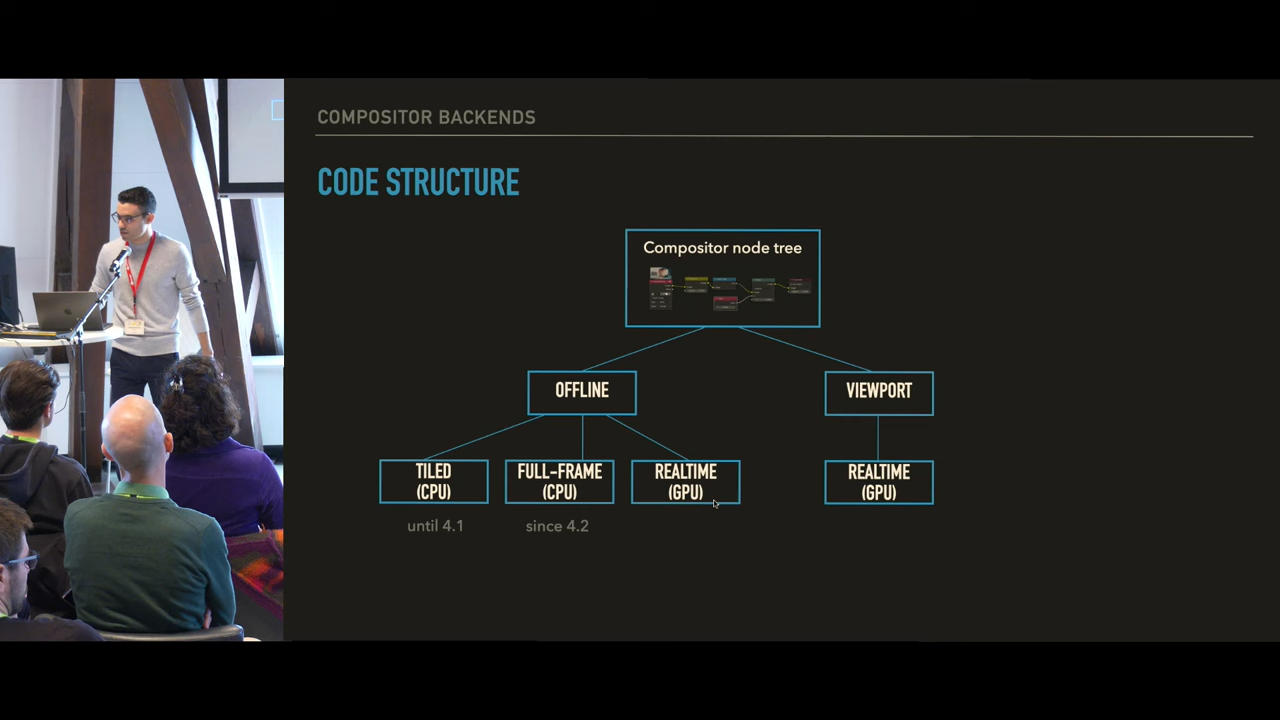 COMPOSITOR BACKENDS
CODE STRUCTURE
Compositor node tree
OFFLINE
VIEWPORT
TILED
(CPU)
FULL-FRAME
(CPU)
REALTIME
(GPU)
REALTIME
(GPU)
until 4.1
since 4.2